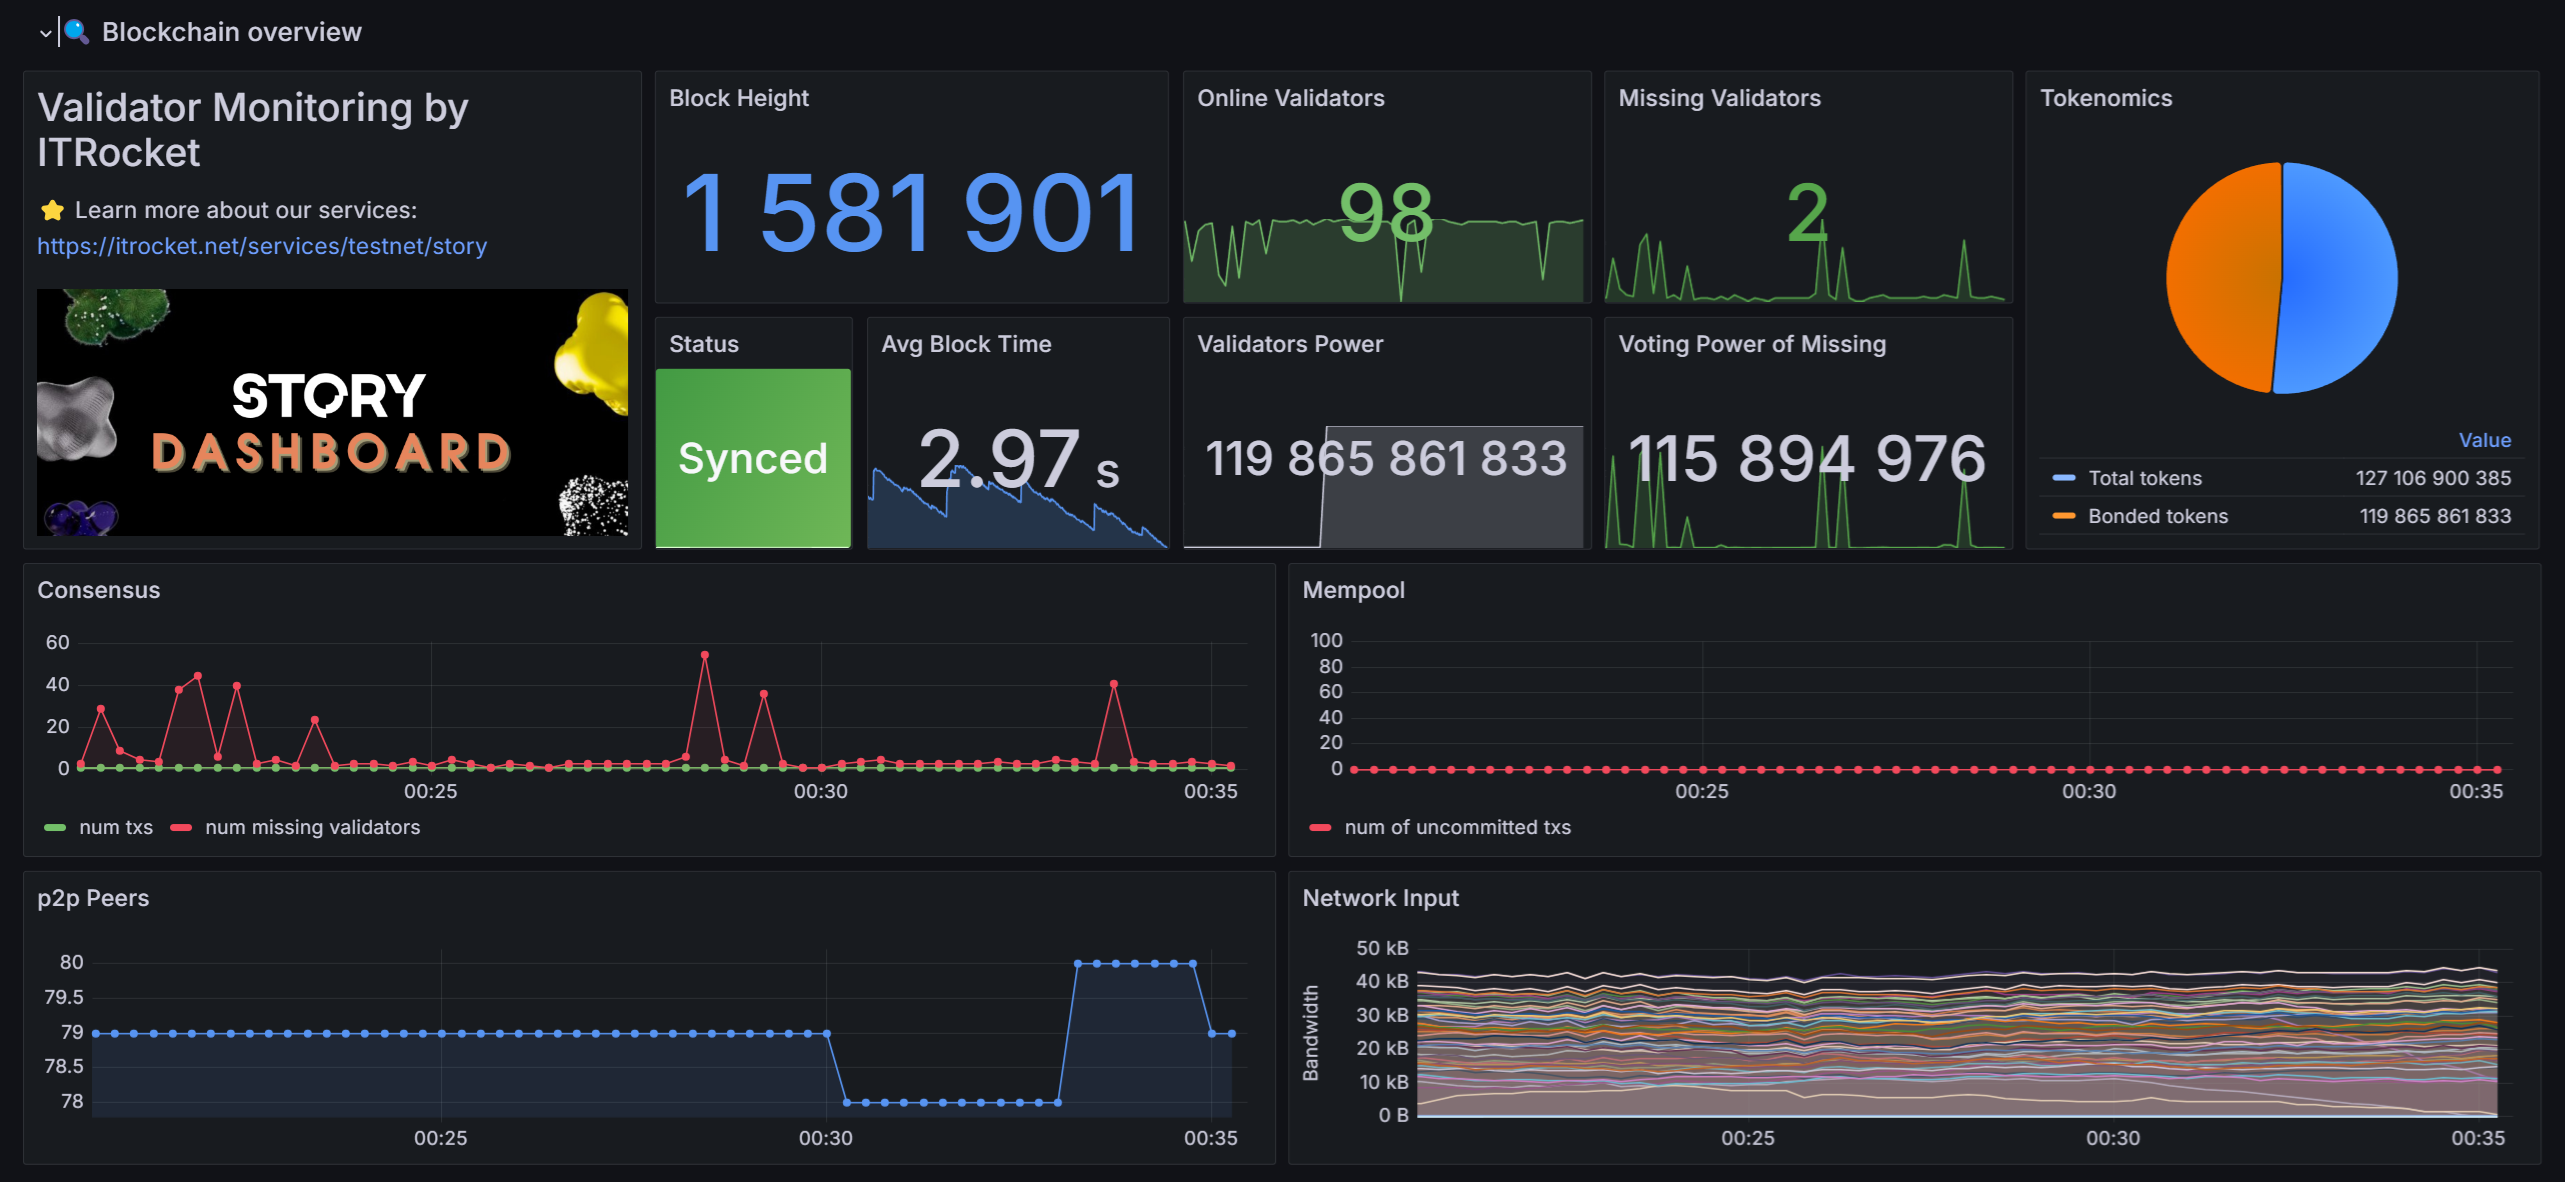 Blockchain overview
Validator Monitoring by
ITRocket
Learn more about our services:
https://itrocket.net/services/testnet/story
STORY
DASHBOARD
Block Height
1 581 901
Online Validators
98
Missing Validators
2
Tokenomics
Value
Total tokens 127 106 900 385
Bonded tokens 119 865 861 833
Status
Synced
Avg Block Time
2.97 s
Validators Power
119 865 861 833
Voting Power of Missing
115 894 976
Consensus
60
40
20
0
00:25 00:30 00:35
num txs num missing validators
Mempool
100
80
60
40
20
0
00:25 00:30 00:35
num of uncommitted txs
p2p Peers
80
79.5
79
78.5
78
00:25 00:30 00:35
Network Input
Bandwidth
50 kB
40 kB
30 kB
20 kB
10 kB
0 B
00:25 00:30 00:35